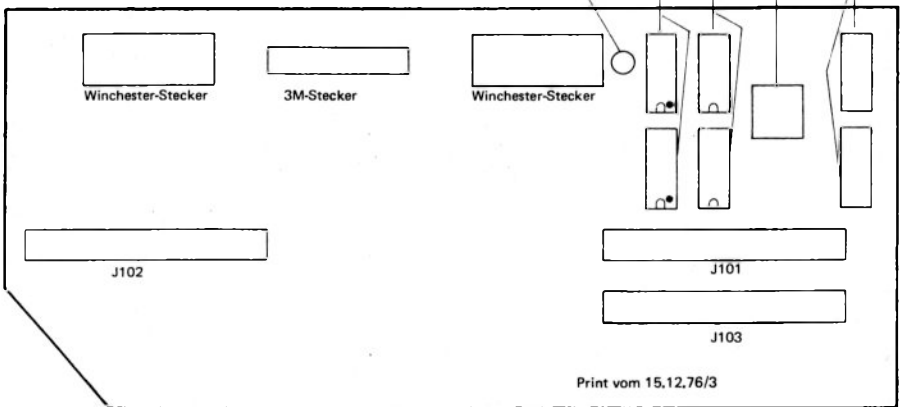 Winchester-Stecker
3M-Stecker
Winchester-Stecker
J102
J101
J103
Print vom 15.12.76/3